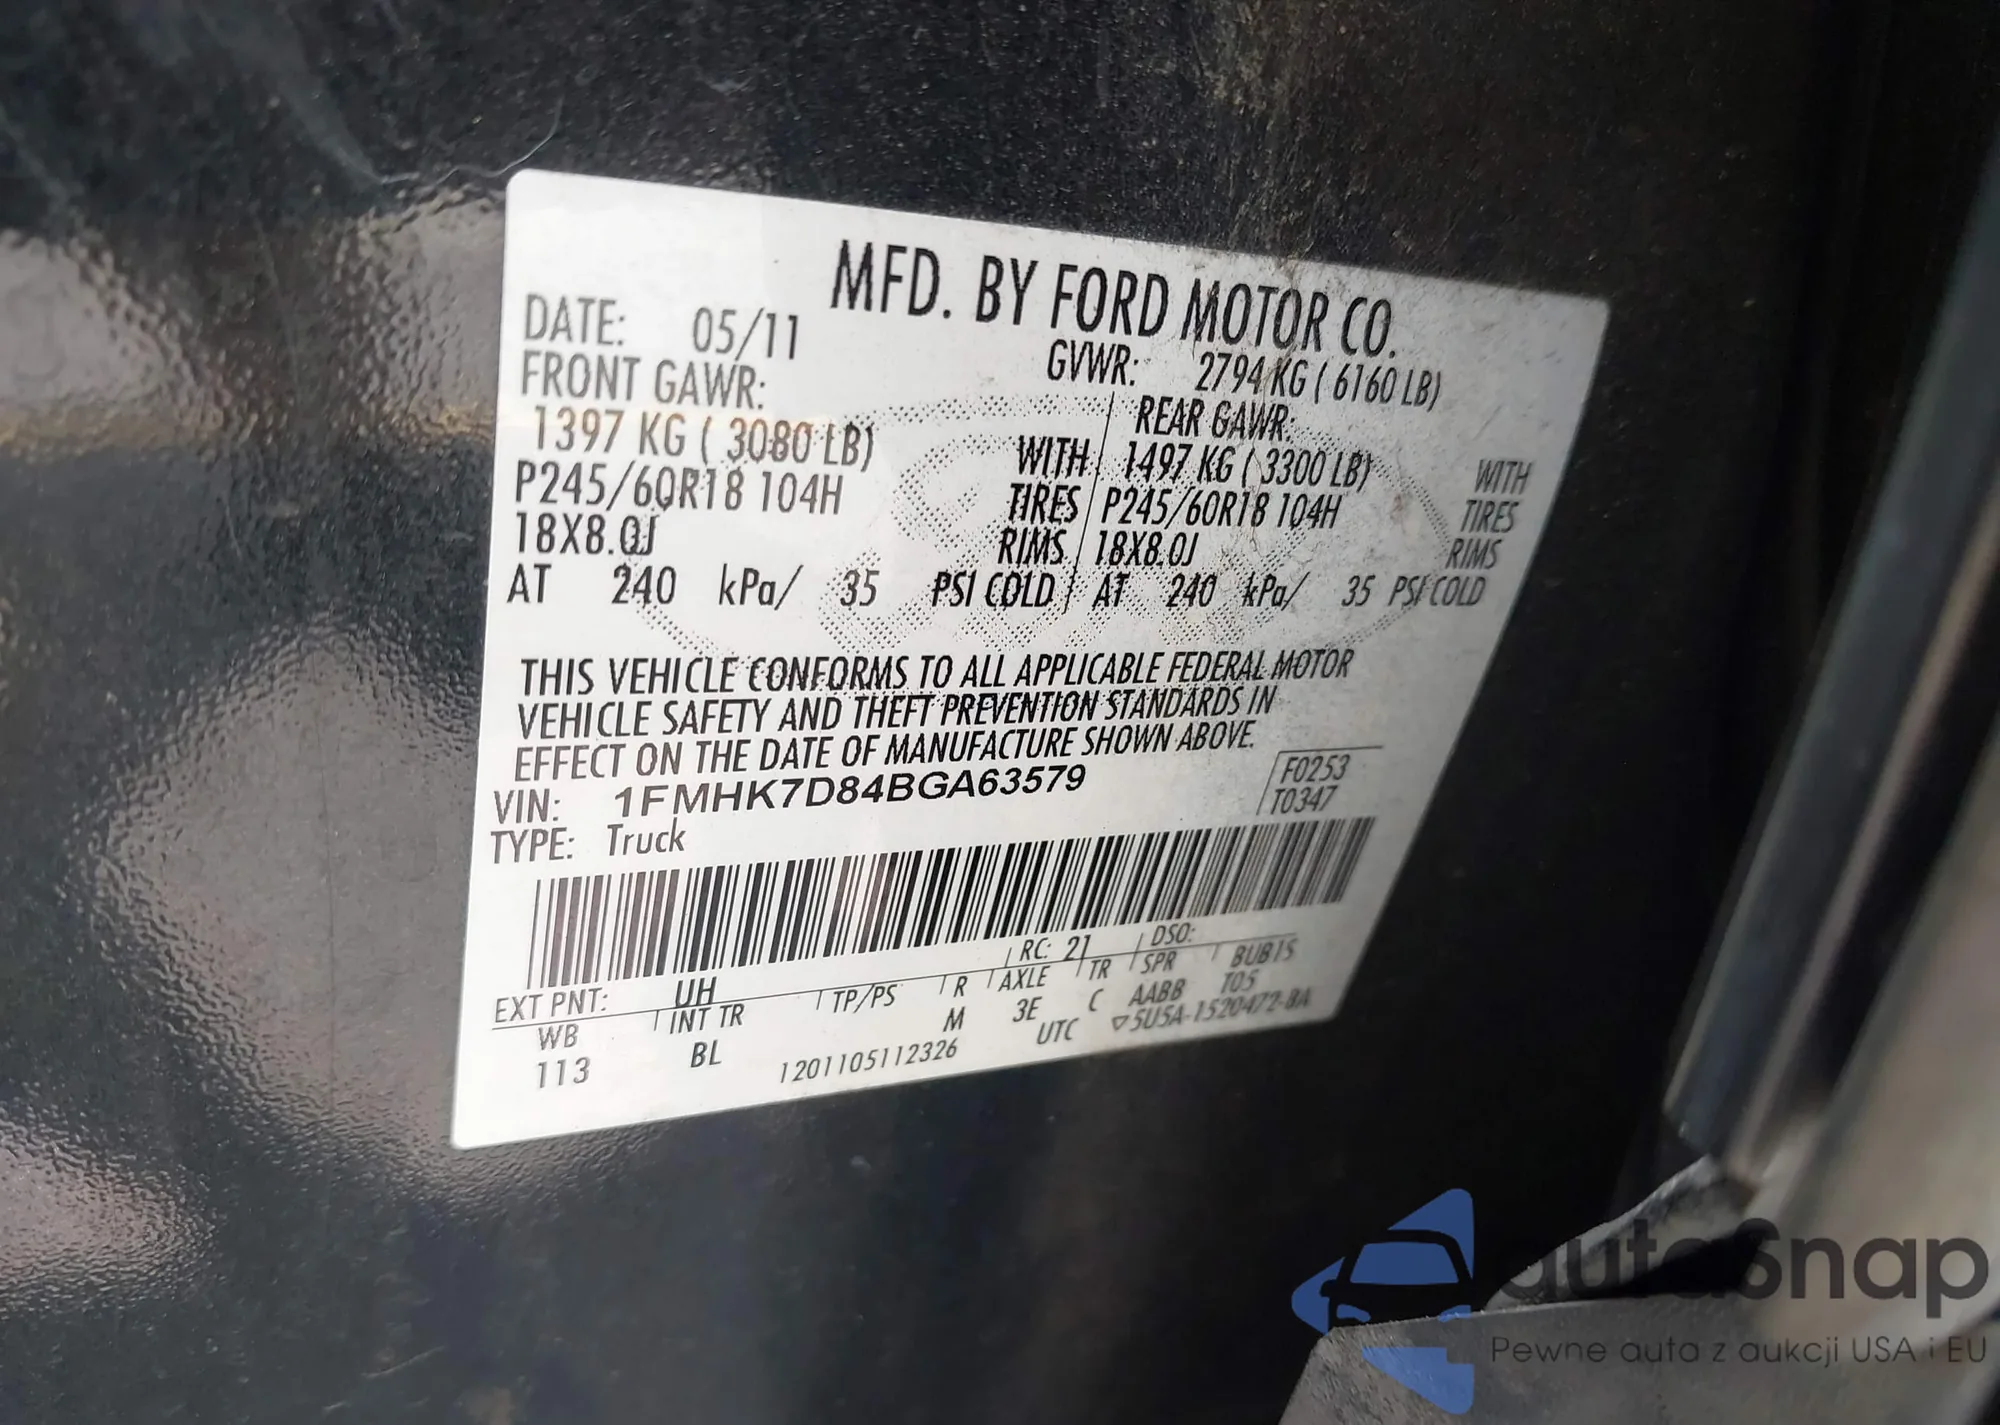 MFD. BY FORD MOTOR CO.
DATE: 05/11 GVWR: 2794 KG ( 6160 LB)
FRONT GAWR: REAR GAWR:
1397 KG ( 3080 LB) WITH 1497 KG ( 3300 LB) WITH
P245/60R18 104H TIRES P245/60R18 104H TIRES
18X8.0J RIMS 18X8.0J RIMS
AT 240 kPa/ 35 PSI COLD AT 240 kPa/ 35 PSI COLD
THIS VEHICLE CONFORMS TO ALL APPLICABLE FEDERAL MOTOR
VEHICLE SAFETY AND THEFT PREVENTION STANDARDS IN
EFFECT ON THE DATE OF MANUFACTURE SHOWN ABOVE.
VIN: 1FMHK7D84BGA63579 F0253
TYPE: Truck T0347
EXT PNT: UH RC: 21 DSO:
WB INT TR TP/PS R AXLE TR SPR BUB1S
113 BL M 3E C AABB T05
1201105112326 UTC ▽5U5A-1520472-BA
autosnap
Pewne auta z aukcji USA i EU